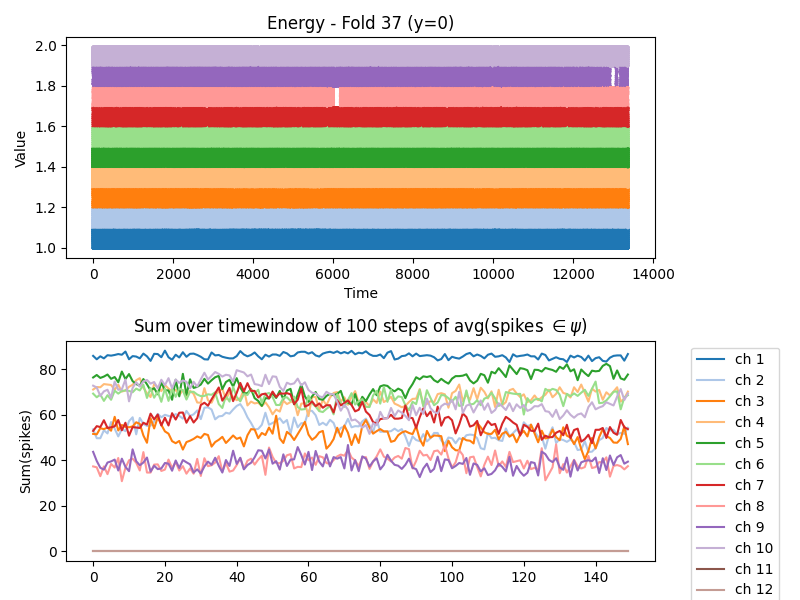 Energy - Fold 37 (y=0)
Value
2.0
1.8
1.6
1.4
1.2
1.0
0 2000 4000 6000 8000 10000 12000 14000
Time
Sum over timewindow of 100 steps of avg(spikes ∈ ψ)
Sum(spikes)
80
60
40
20
0
0 20 40 60 80 100 120 140
ch 1
ch 2
ch 3
ch 4
ch 5
ch 6
ch 7
ch 8
ch 9
ch 10
ch 11
ch 12